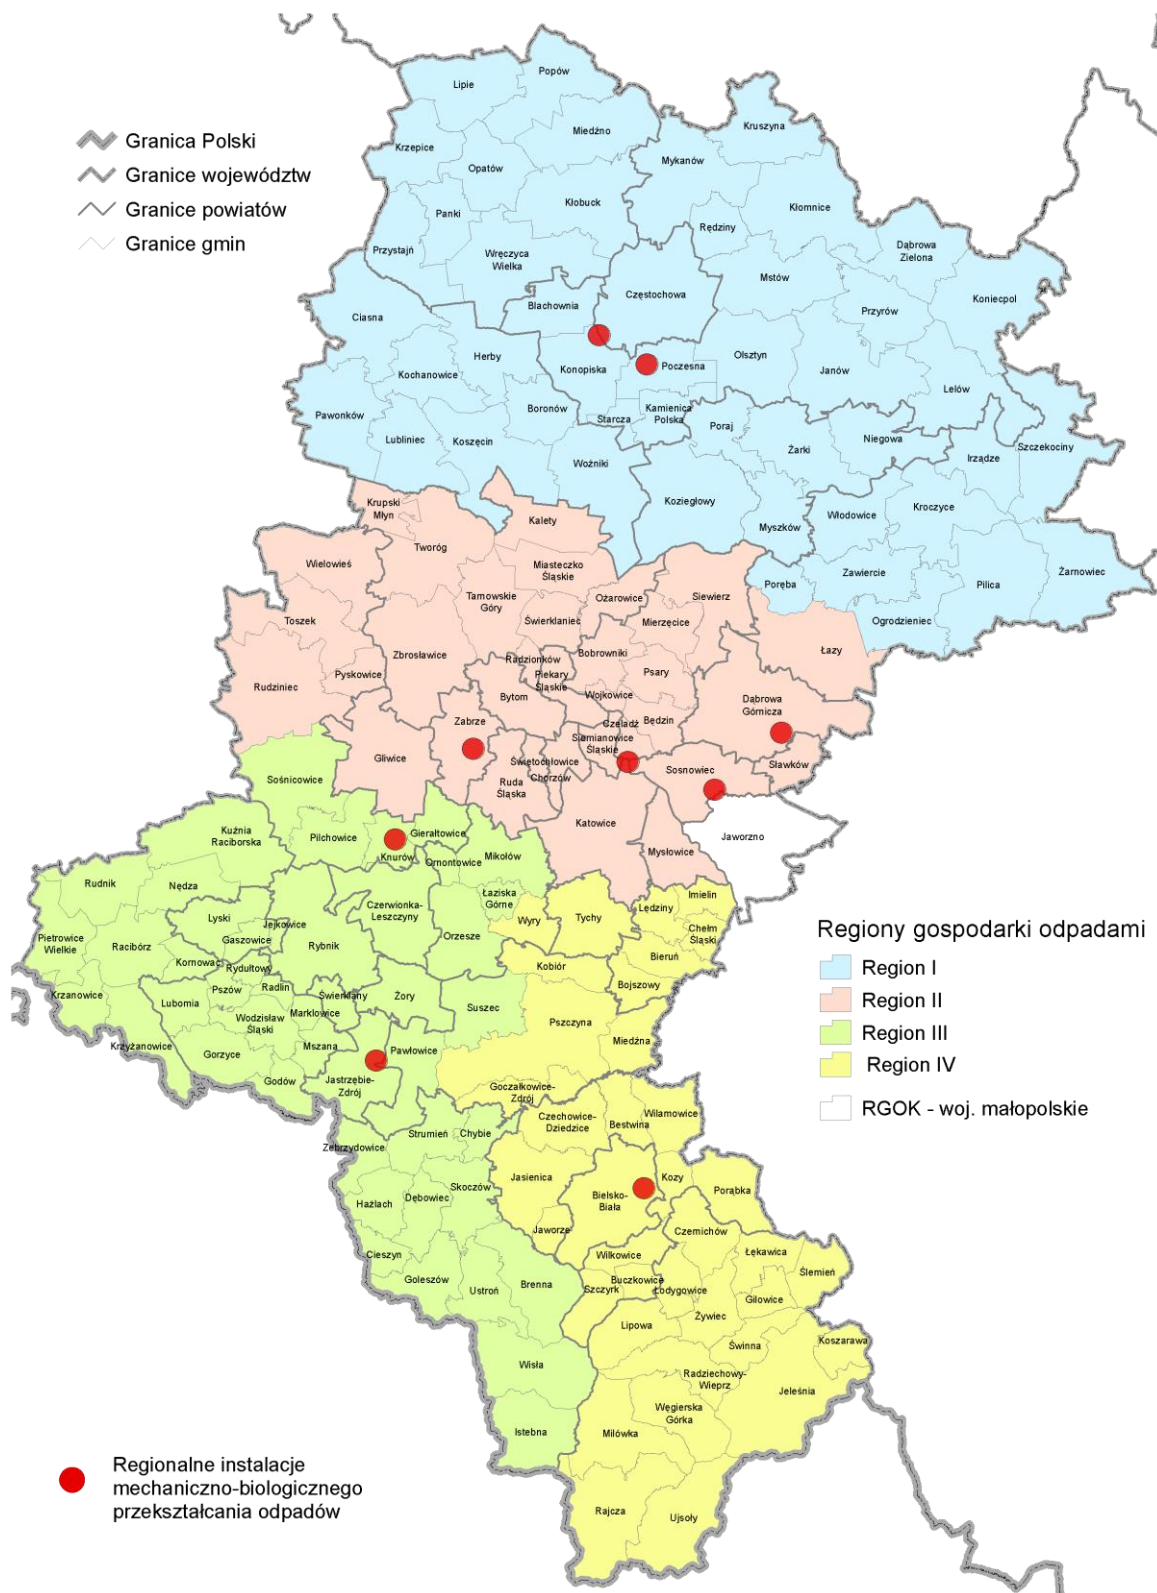 Granica Polski
Granice województw
Granice powiatów
Granice gmin
Lipie
Popów
Miedźno
Kruszyna
Krzepice
Opatów
Mykanów
Kłobuck
Kłomnice
Panki
Rędziny
Przystajń
Wręczyca
Wielka
Dąbrowa
Zielona
Mstów
Częstochowa
Koniecpol
Blachownia
Przyrów
Ciasna
Herby
Konopiska
Poczesna
Olsztyn
Janów
Kochanowice
Lelów
Pawonków
Boronów
Starcza
Kamienica
Polska
Poraj
Lubliniec
Koszęcin
Żarki
Niegowa
Szczekociny
Irządze
Woźniki
Koziegłowy
Myszków
Włodowice
Kroczyce
Krupski
Młyn
Kalety
Tworóg
Wielowieś
Miasteczko
Śląskie
Poręba
Zawiercie
Pilica
Żarnowiec
Tarnowskie
Góry
Ożarowice
Siewierz
Toszek
Świerklaniec
Mierzęcice
Ogrodzieniec
Łazy
Zbrosławice
Radzionków
Bobrowniki
Pyskowice
Piekary
Śląskie
Psary
Rudziniec
Bytom
Wojkowice
Dąbrowa
Górnicza
Zabrze
Czeladź
Będzin
Siemianowice
Śląskie
Gliwice
Świętochłowice
Chorzów
Sosnowiec
Sławków
Sośnicowice
Ruda
Śląska
Katowice
Jaworzno
Kuźnia
Raciborska
Pilchowice
Gierałtowice
Knurów
Ornontowice
Mikołów
Mysłowice
Rudnik
Nędza
Łaziska
Górne
Imielin
Lędziny
Czerwionka-
Leszczyny
Wyry
Tychy
Chełm
Śląski
Lyski
Jejkowice
Pietrowice
Wielkie
Racibórz
Gaszowice
Rybnik
Orzesze
Bieruń
Kornowac
Rydułtowy
Kobiór
Bojszowy
Krzanowice
Lubomia
Pszów
Radlin
Świerklany
Żory
Suszec
Wodzisław
Śląski
Marklowice
Pszczyna
Miedźna
Krzyżanowice
Gorzyce
Mszana
Pawłowice
Godów
Jastrzębie-
Zdrój
Goczałkowice-
Zdrój
Czechowice-
Dziedzice
Bestwina
Wilamowice
Zebrzydowice
Strumień
Chybie
Jasienica
Kozy
Porąbka
Skoczów
Dębowiec
Hażlach
Bielsko-
Biała
Jaworze
Czernichów
Cieszyn
Wilkowice
Łękawica
Ślemień
Goleszów
Ustroń
Brenna
Szczyrk
Buczkowice
Łodygowice
Gilowice
Żywiec
Lipowa
Koszarawa
Świnna
Wisła
Radziechowy-
Wieprz
Jeleśnia
Węgierska
Górka
Istebna
Milówka
Rajcza
Ujsoły
Regiony gospodarki odpadami
Region I
Region II
Region III
Region IV
RGOK - woj. małopolskie
Regionalne instalacje
mechaniczno-biologicznego
przekształcania odpadów